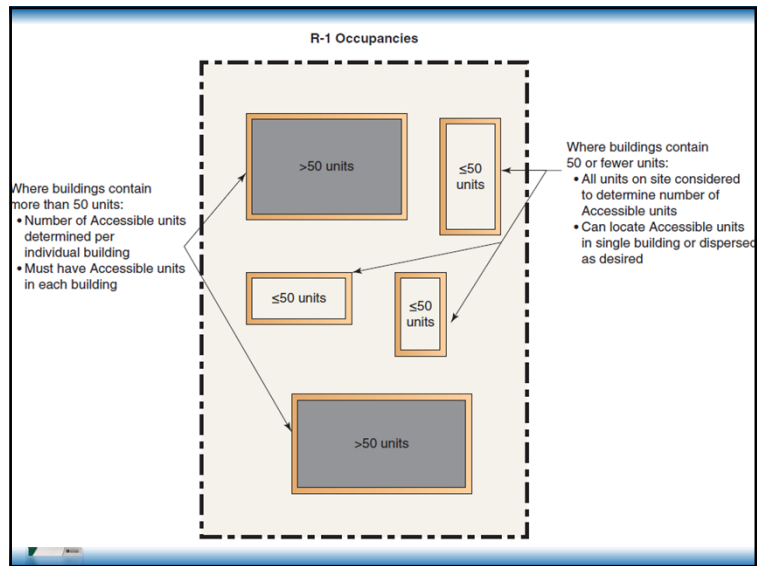 R-1 Occupancies
>50 units
≤50
units
Where buildings contain
50 or fewer units:
• All units on site considered
to determine number of
Accessible units
• Can locate Accessible units
in single building or dispersed
as desired
Where buildings contain
more than 50 units:
• Number of Accessible units
determined per
individual building
• Must have Accessible units
in each building
≤50 units
≤50
units
>50 units